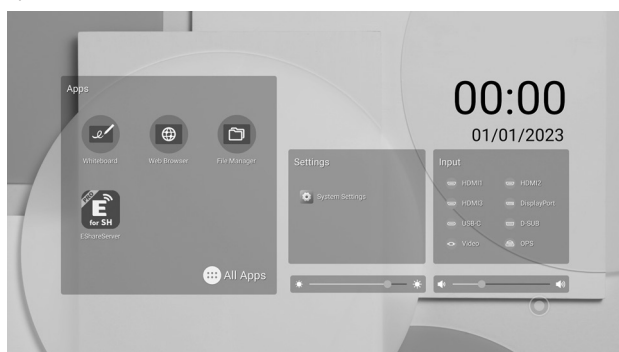 Apps
Whiteboard
Web Browser
File Manager
PRO
E
for SH
EShareServer
All Apps
00:00
01/01/2023
Settings
System Settings
Input
HDMI1 HDMI2
HDMI3 DisplayPort
USB-C D-SUB
Video OPS